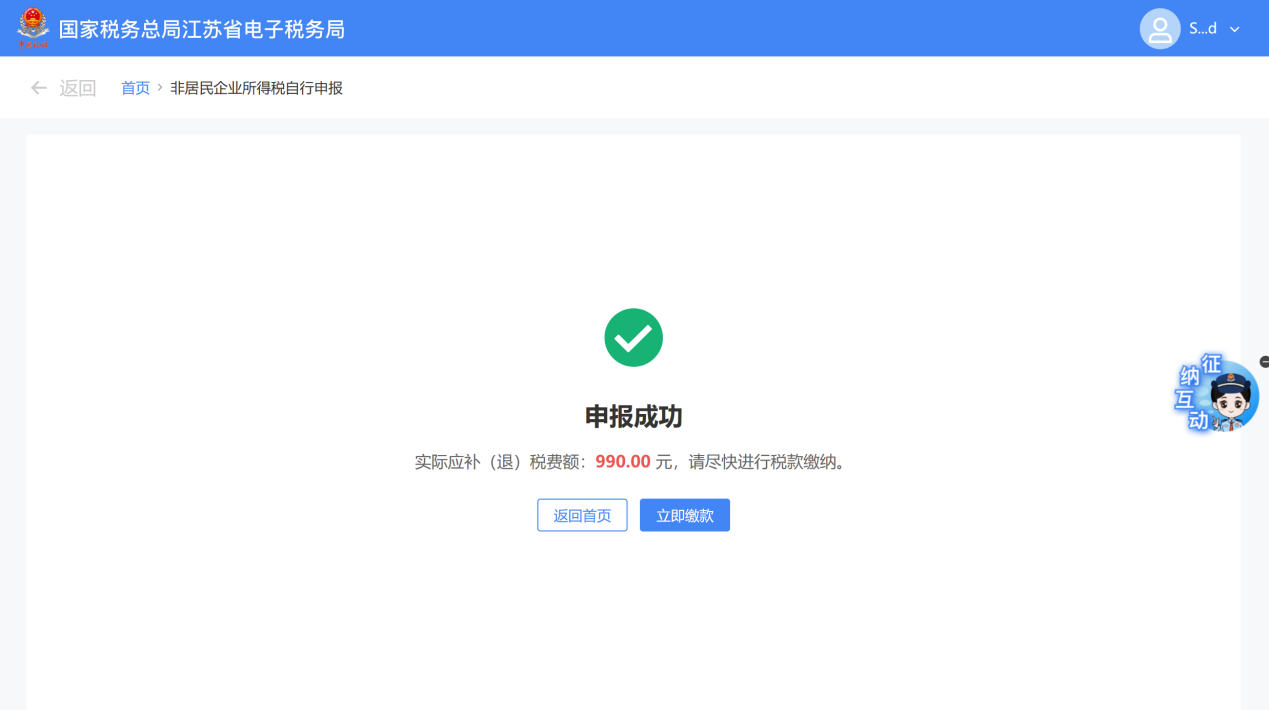 国家税务总局江苏省电子税务局
S...d
返回
首页 > 非居民企业所得税自行申报
征纳互动
申报成功
实际应补（退）税费额：990.00 元，请尽快进行税款缴纳。
返回首页
立即缴款